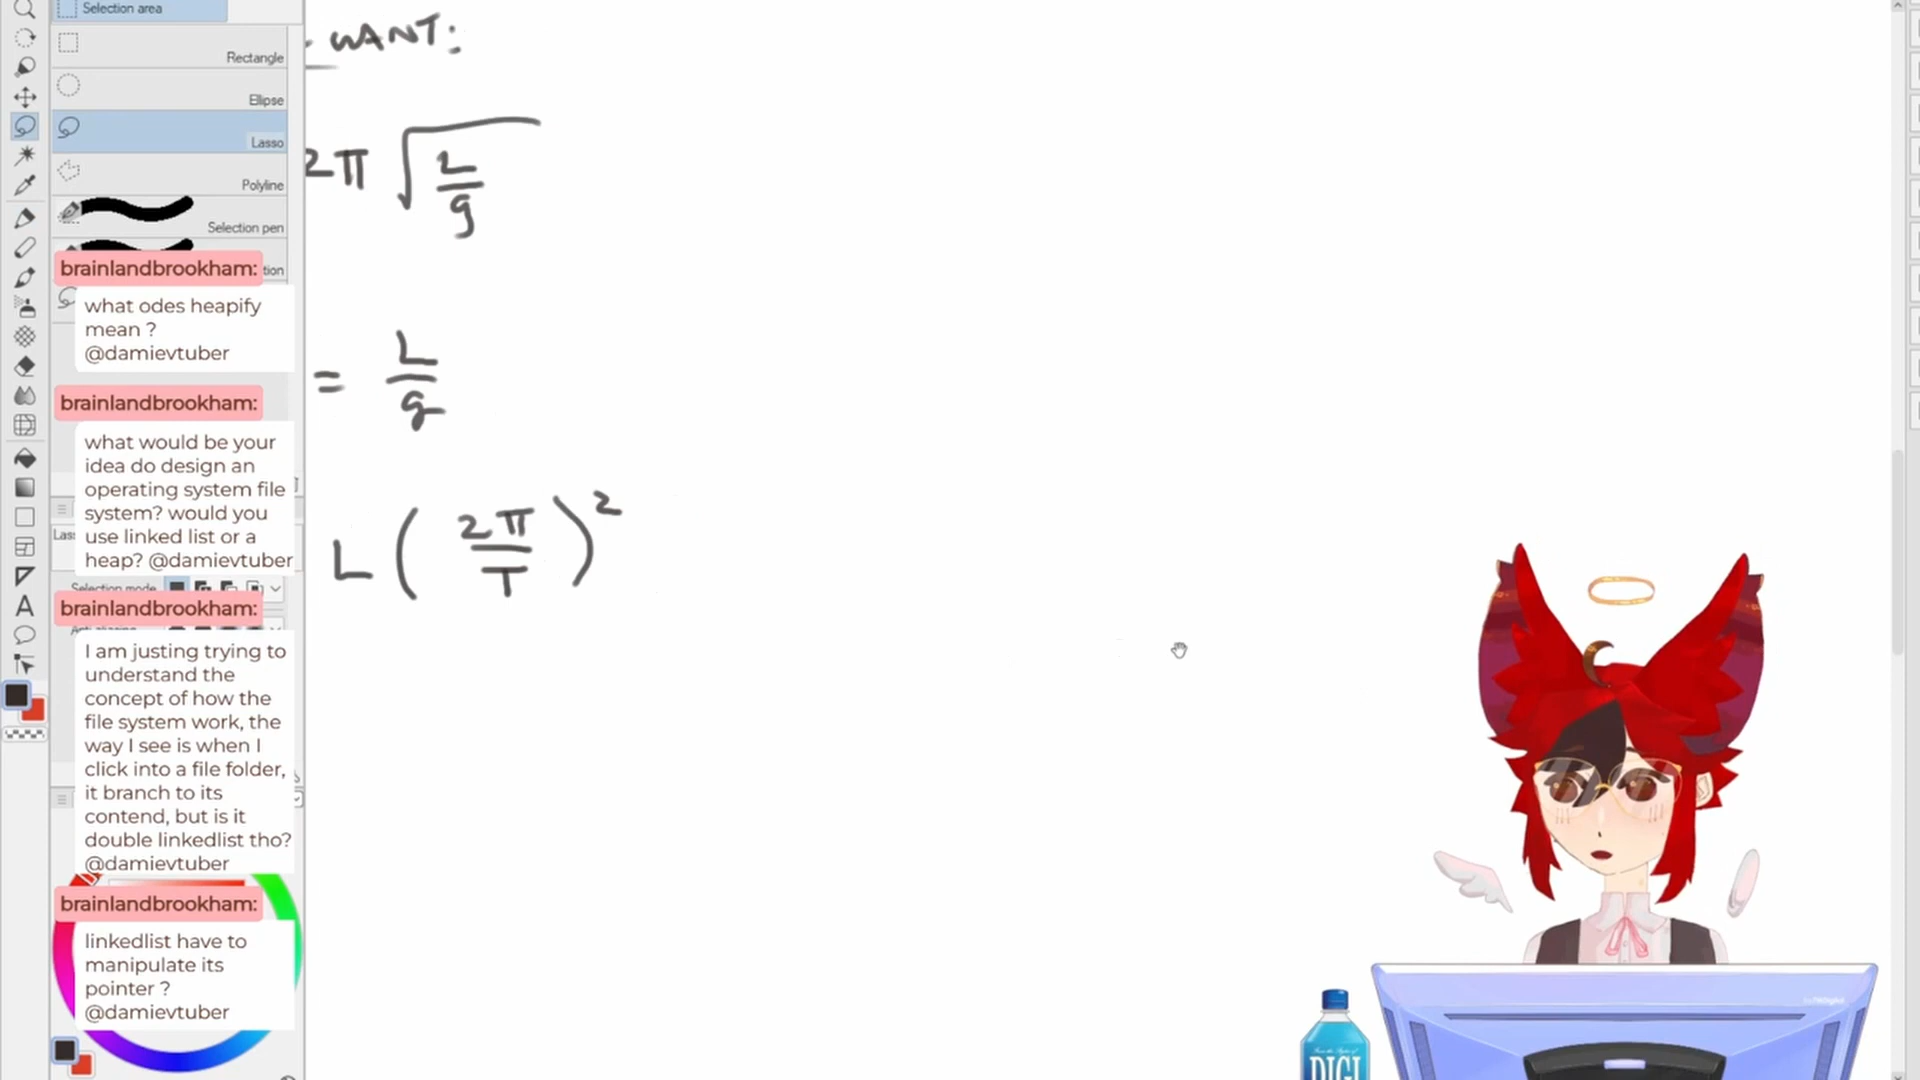 Selection area
Rectangle
Ellipse
Lasso
Polyline
Selection pen
brainlandbrookham:
what odes heapify
mean ?
@damievtuber
brainlandbrookham:
what would be your
idea do design an
operating system file
system? would you
use linked list or a
heap? @damievtuber
Selection mode
brainlandbrookham:
I am justing trying to
understand the
concept of how the
file system work, the
way I see is when I
click into a file folder,
it branch to its
contend, but is it
double linkedlist tho?
@damievtuber
brainlandbrookham:
linkedlist have to
manipulate its
pointer ?
@damievtuber
WANT:
2π √ L/g
= L/g
L ( 2π/T )²
DIGI